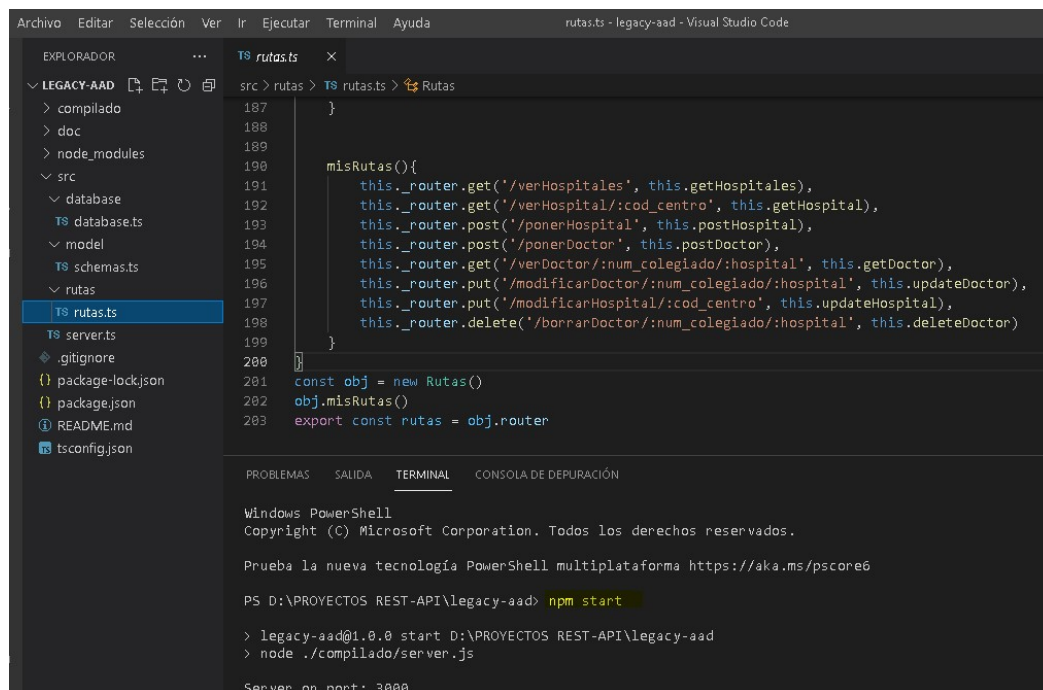 Archivo Editar Selección Ver Ir Ejecutar Terminal Ayuda rutas.ts - legacy-aad - Visual Studio Code
EXPLORADOR ···
LEGACY-AAD
> compilado
> doc
> node_modules
src
database
TS database.ts
model
TS schemas.ts
rutas
TS rutas.ts
TS server.ts
.gitignore
{} package-lock.json
{} package.json
README.md
TS tsconfig.json
TS rutas.ts ×
src > rutas > TS rutas.ts > Rutas
187 }
188
189
190 misRutas(){
191 this._router.get('/verHospitales', this.getHospitales),
192 this._router.get('/verHospital/:cod_centro', this.getHospital),
193 this._router.post('/ponerHospital', this.postHospital),
194 this._router.post('/ponerDoctor', this.postDoctor),
195 this._router.get('/verDoctor/:num_colegiado/:hospital', this.getDoctor),
196 this._router.put('/modificarDoctor/:num_colegiado/:hospital', this.updateDoctor),
197 this._router.put('/modificarHospital/:cod_centro', this.updateHospital),
198 this._router.delete('/borrarDoctor/:num_colegiado/:hospital', this.deleteDoctor)
199 }
200 }
201 const obj = new Rutas()
202 obj.misRutas()
203 export const rutas = obj.router
PROBLEMAS SALIDA TERMINAL CONSOLA DE DEPURACIÓN
Windows PowerShell
Copyright (C) Microsoft Corporation. Todos los derechos reservados.
Prueba la nueva tecnología PowerShell multiplataforma https://aka.ms/pscore6
PS D:\PROYECTOS REST-API\legacy-aad> npm start
> legacy-aad@1.0.0 start D:\PROYECTOS REST-API\legacy-aad
> node ./compilado/server.js
Server on port: 3000